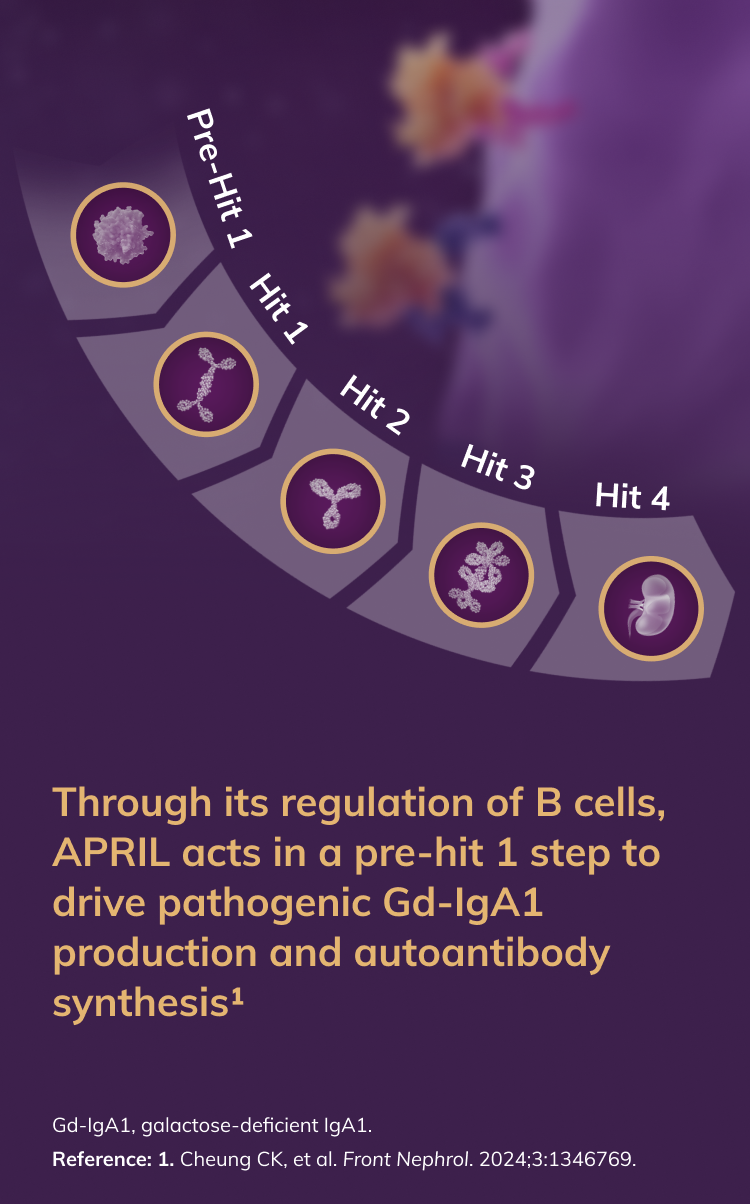 Pre-Hit 1
Hit 1
Hit 2
Hit 3
Hit 4
Through its regulation of B cells,
APRIL acts in a pre-hit 1 step to
drive pathogenic Gd-IgA1
production and autoantibody
synthesis¹
Gd-IgA1, galactose-deficient IgA1.
Reference: 1. Cheung CK, et al. Front Nephrol. 2024;3:1346769.